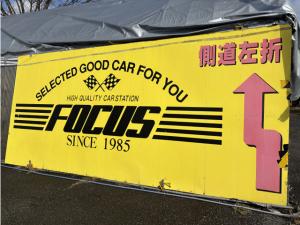 SELECTED GOOD CAR FOR YOU
側道左折
HIGH QUALITY CAR STATION
FOCUS
SINCE 1985